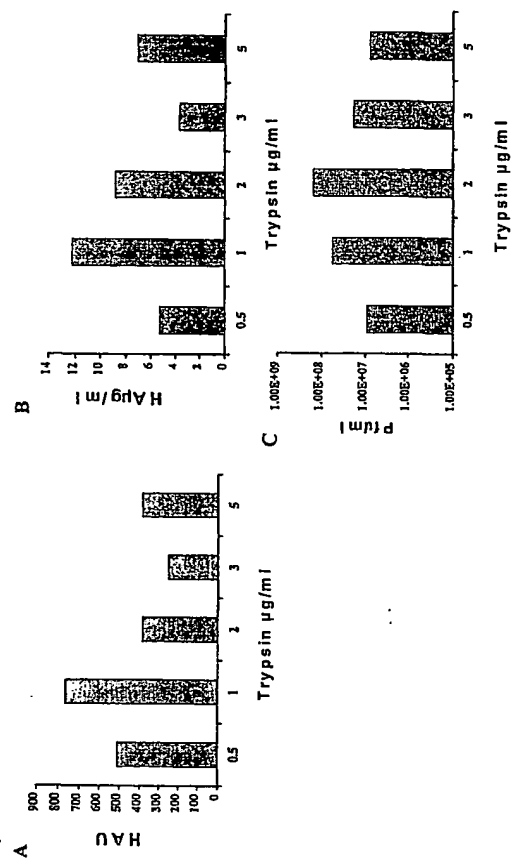 A
HAU
900
800
700
600
500
400
300
200
100
0
0.5 1 2 3 5
Trypsin µg/ml
B
HAµg/ml
14
12
10
8
6
4
2
0
0.5 1 2 3 5
Trypsin µg/ml
C
Pfu/ml
1.00E+09
1.00E+08
1.00E+07
1.00E+06
1.00E+05
0.5 1 2 3 5
Trypsin µg/ml